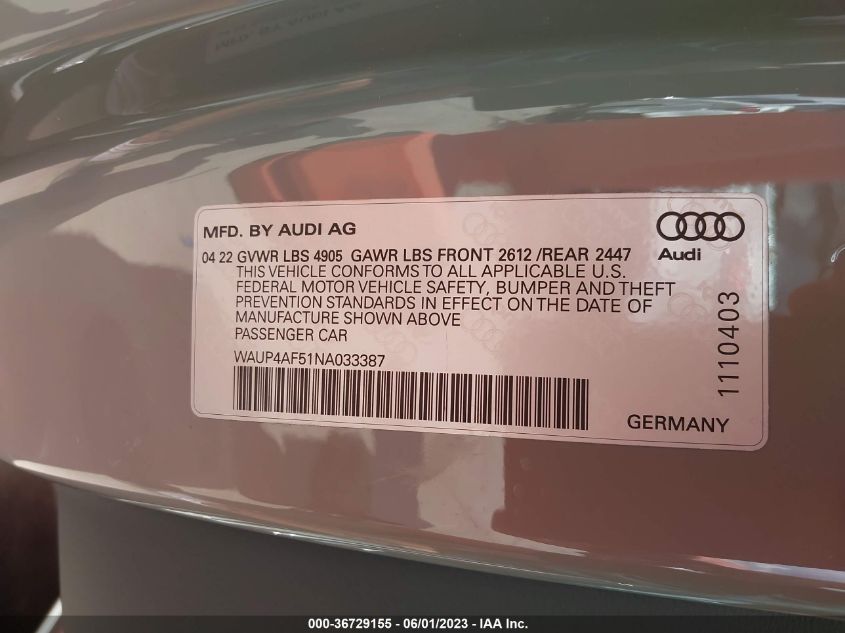 MFD. BY AUDI AG
Audi
04 22 GVWR LBS 4905 GAWR LBS FRONT 2612 /REAR 2447
THIS VEHICLE CONFORMS TO ALL APPLICABLE U.S.
FEDERAL MOTOR VEHICLE SAFETY, BUMPER AND THEFT
PREVENTION STANDARDS IN EFFECT ON THE DATE OF
MANUFACTURE SHOWN ABOVE
PASSENGER CAR
WAUP4AF51NA033387
1110403
GERMANY
000-36729155 - 06/01/2023 - IAA Inc.